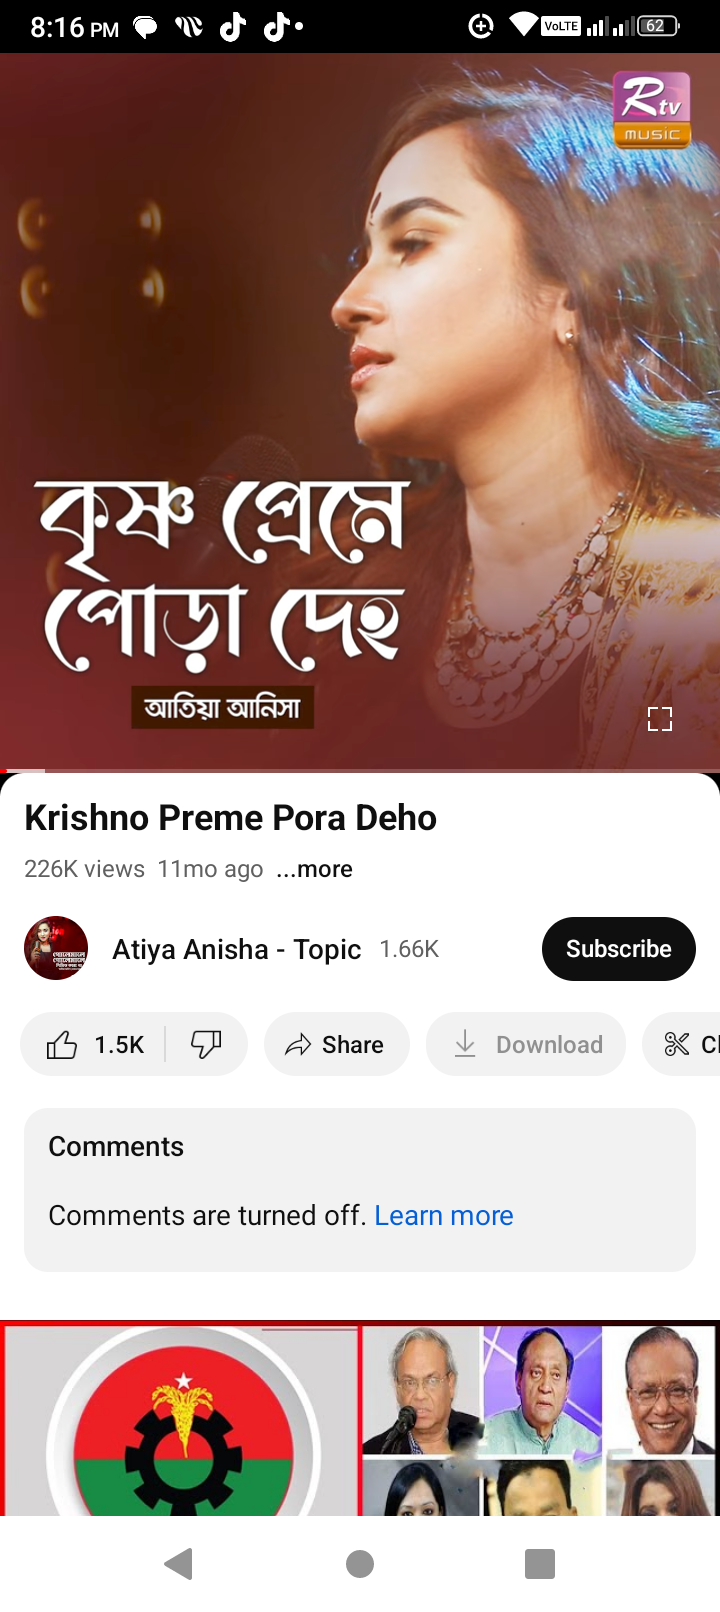 8:16 PM
VoLTE
62
Rtv
music
কৃষ্ণ প্রেমে
পোড়া দেহ
আতিয়া আনিসা
Krishno Preme Pora Deho
226K views 11mo ago ...more
Atiya Anisha - Topic 1.66K
Subscribe
1.5K
Share
Download
Comments
Comments are turned off. Learn more